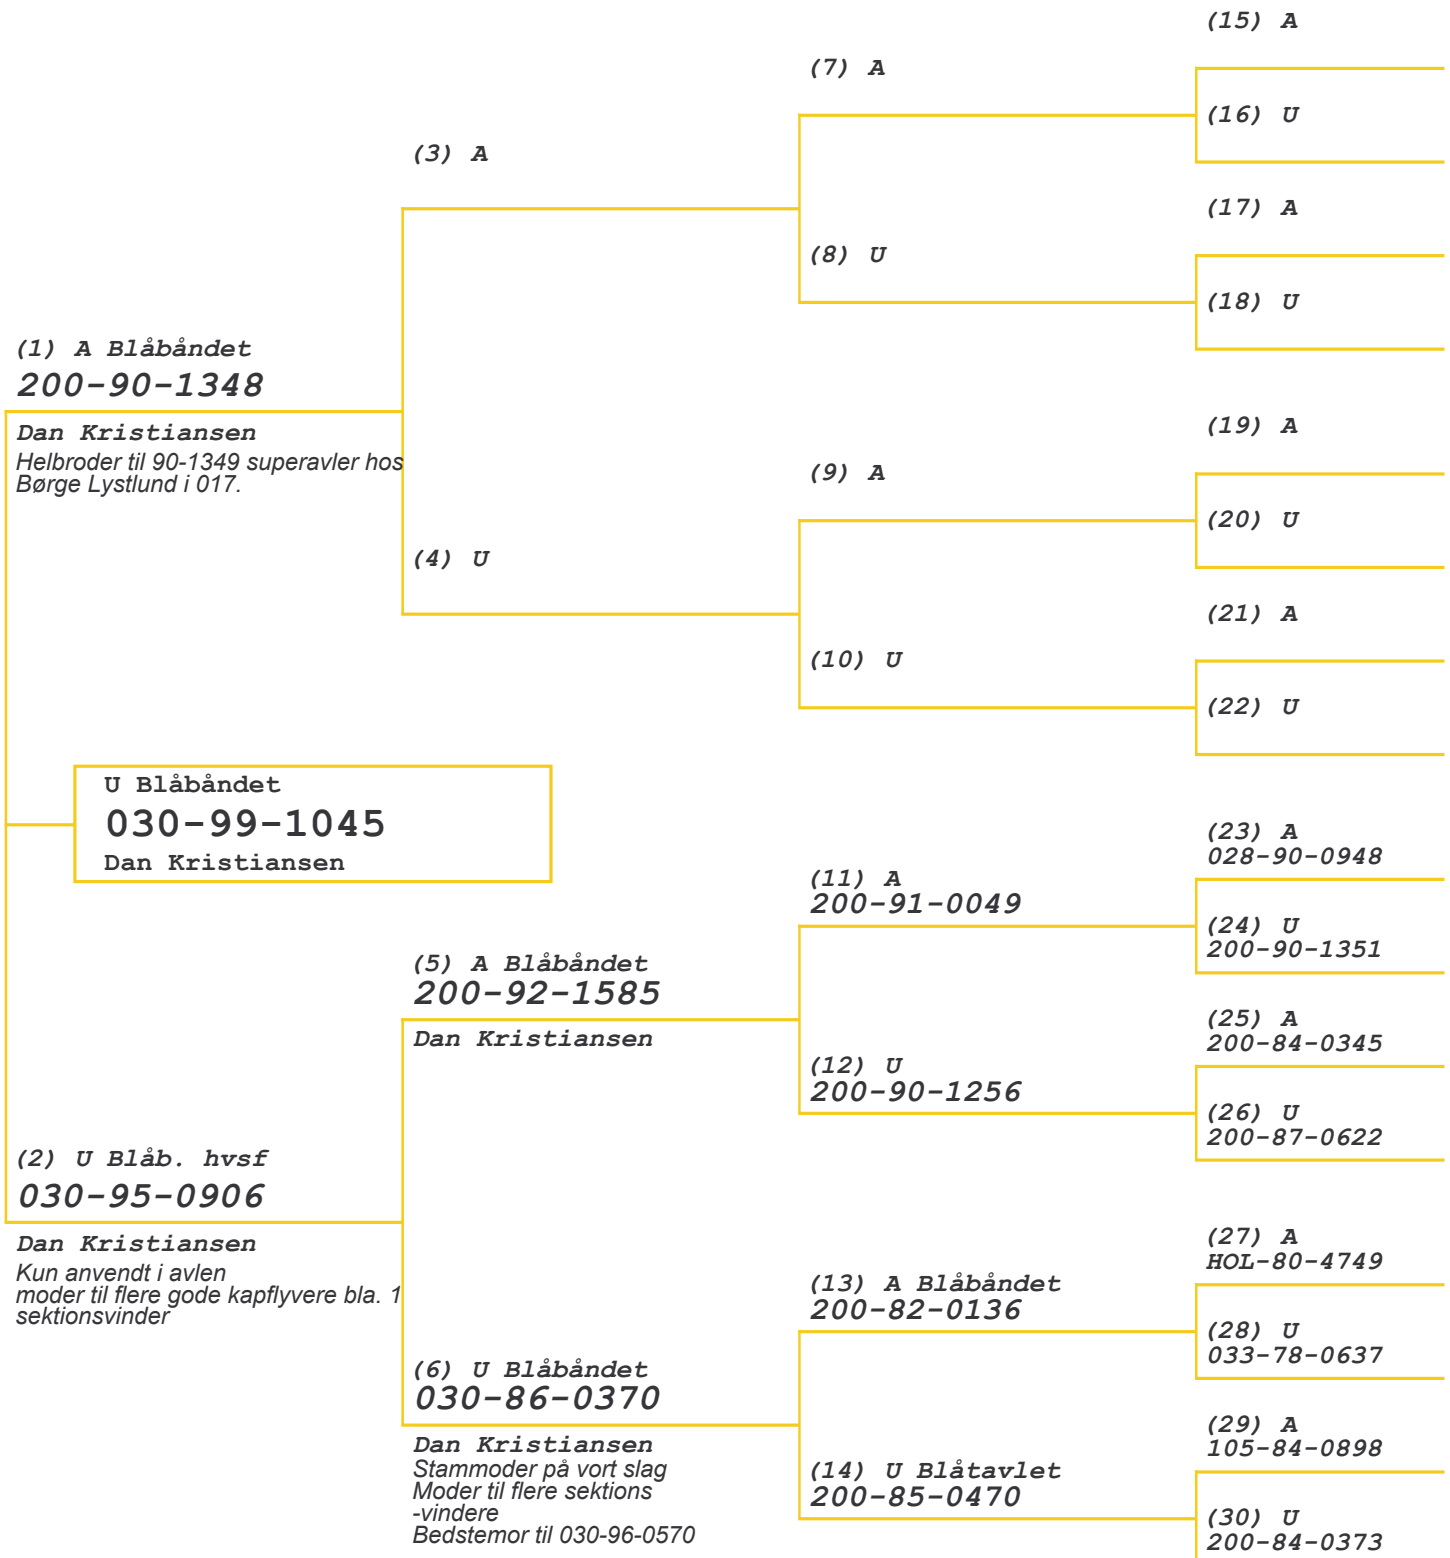 (1) A Blåbåndet
200-90-1348
Dan Kristiansen
Helbroder til 90-1349 superavler hos
Børge Lystlund i 017.
U Blåbåndet
030-99-1045
Dan Kristiansen
(2) U Blåb. hvsf
030-95-0906
Dan Kristiansen
Kun anvendt i avlen
moder til flere gode kapflyvere bla. 1
sektionsvinder
(3) A
(4) U
(5) A Blåbåndet
200-92-1585
Dan Kristiansen
(6) U Blåbåndet
030-86-0370
Dan Kristiansen
Stammoder på vort slag
Moder til flere sektions
-vindere
Bedstemor til 030-96-0570
(7) A
(8) U
(9) A
(10) U
(11) A
200-91-0049
(12) U
200-90-1256
(13) A Blåbåndet
200-82-0136
(14) U Blåtavlet
200-85-0470
(15) A
(16) U
(17) A
(18) U
(19) A
(20) U
(21) A
(22) U
(23) A
028-90-0948
(24) U
200-90-1351
(25) A
200-84-0345
(26) U
200-87-0622
(27) A
HOL-80-4749
(28) U
033-78-0637
(29) A
105-84-0898
(30) U
200-84-0373